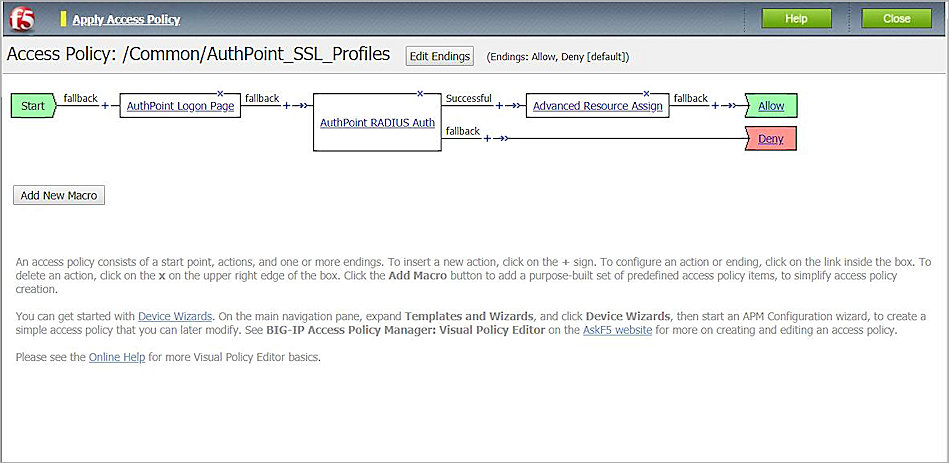 f5 Apply Access Policy Help Close
Access Policy: /Common/AuthPoint_SSL_Profiles Edit Endings (Endings: Allow, Deny [default])
Start fallback + AuthPoint Logon Page x fallback + AuthPoint RADIUS Auth x Successful + Advanced Resource Assign x fallback + Allow
fallback + Deny
Add New Macro
An access policy consists of a start point, actions, and one or more endings. To insert a new action, click on the + sign. To configure an action or ending, click on the link inside the box. To
delete an action, click on the x on the upper right edge of the box. Click the Add Macro button to add a purpose-built set of predefined access policy items, to simplify access policy
creation.
You can get started with Device Wizards. On the main navigation pane, expand Templates and Wizards, and click Device Wizards, then start an APM Configuration wizard, to create a
simple access policy that you can later modify. See BIG-IP Access Policy Manager: Visual Policy Editor on the AskF5 website for more on creating and editing an access policy.
Please see the Online Help for more Visual Policy Editor basics.